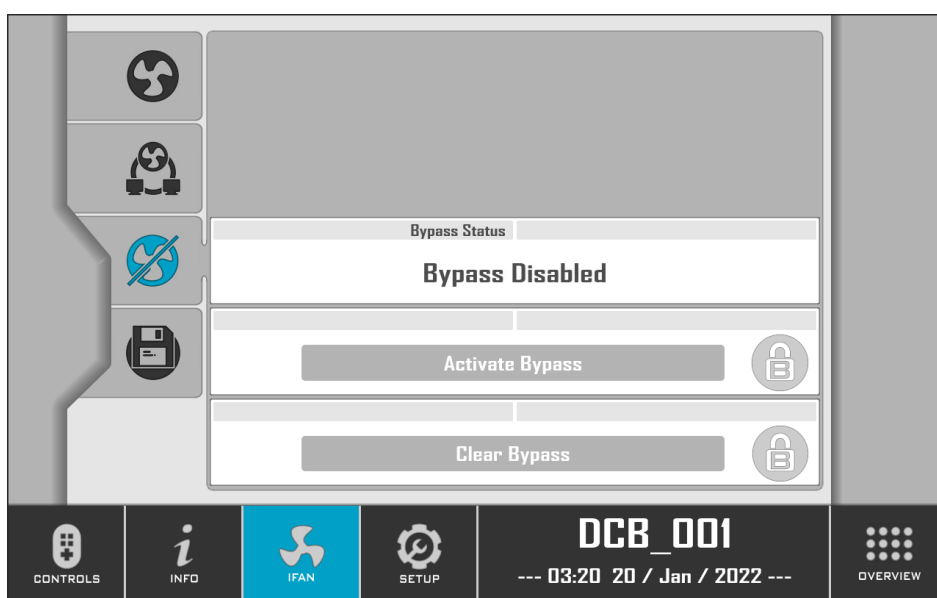 Bypass Status
Bypass Disabled
Activate Bypass
B
Clear Bypass
B
CONTROLS
i
INFO
IFAN
SETUP
DCB_001
--- 03:20 20 / Jan / 2022 ---
OVERVIEW